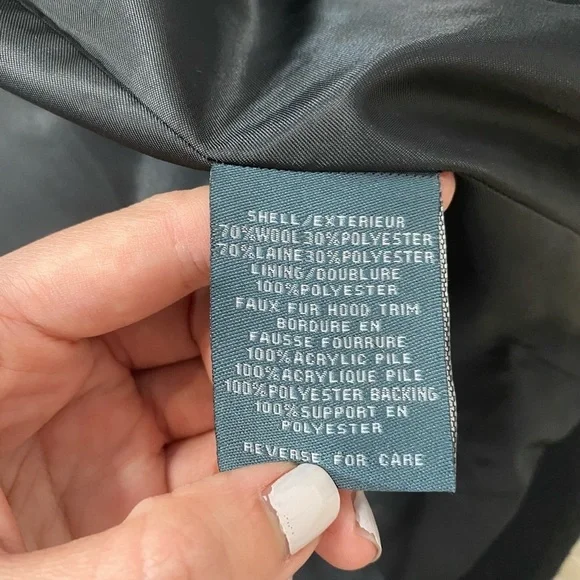 SHELL/EXTERIEUR
70%WOOL 30%POLYESTER
70%LAINE 30%POLYESTER
LINING/DOUBLURE
100%POLYESTER
FAUX FUR HOOD TRIM
BORDURE EN
FAUSSE FOURRURE
100%ACRYLIC PILE
100%ACRYLIQUE PILE
100%POLYESTER BACKING
100%SUPPORT EN
POLYESTER
REVERSE FOR CARE